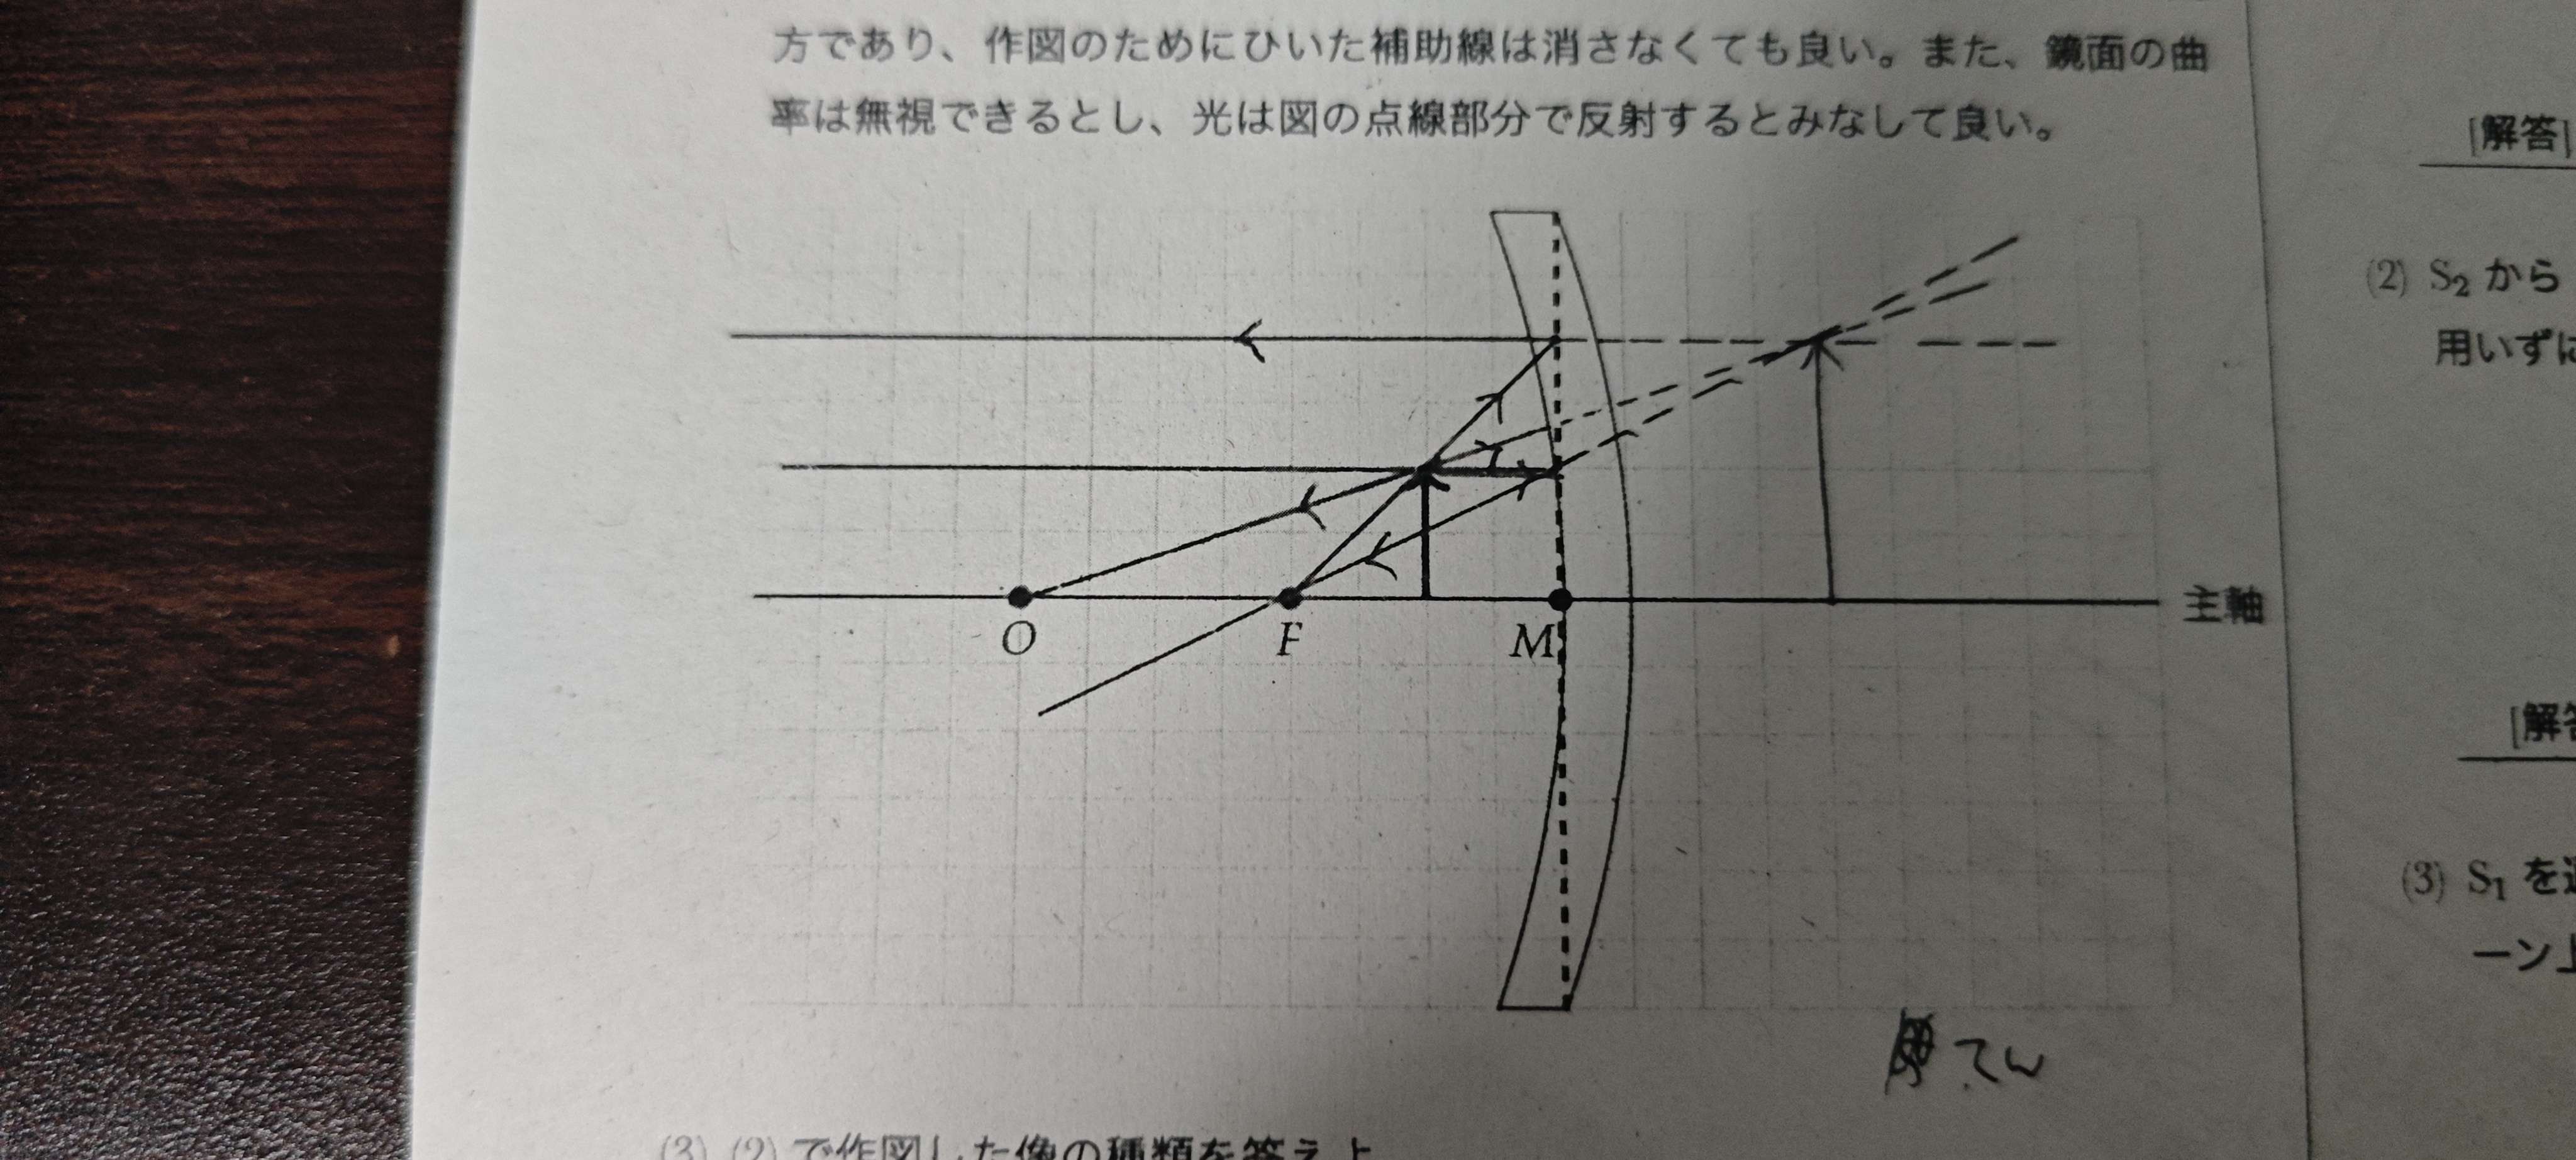 方であり、作図のためにひいた補助線は消さなくても良い。また、鏡面の曲
率は無視できるとし、光は図の点線部分で反射するとみなして良い。
O
F
M
主軸
てん
(3) (2) で作図した像の種類を答えよ
[解答]
(2) S₂ から
用いずに
[解答
(3) S₁ を通
ーン上